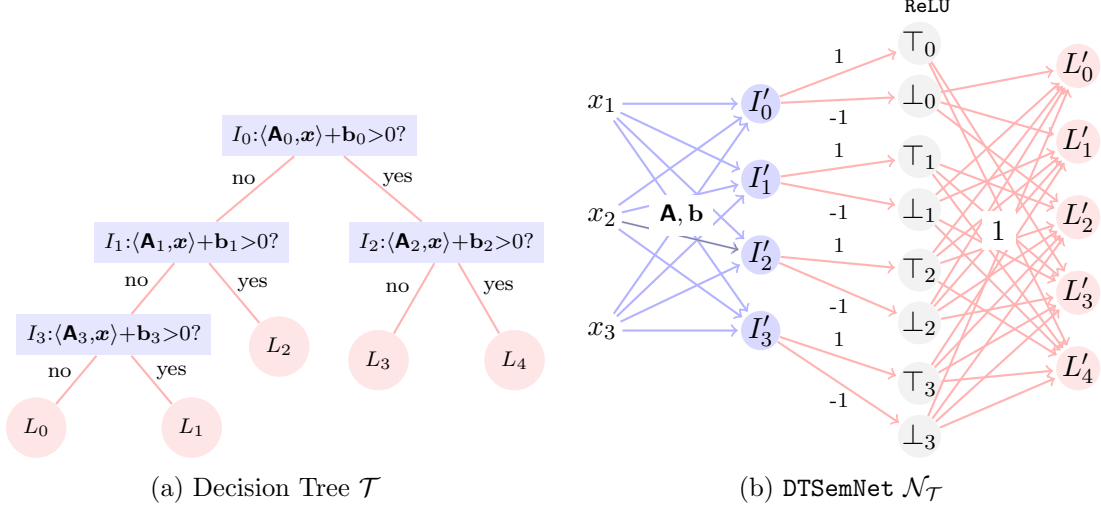 I₀:⟨A₀,x⟩+b₀>0?
no
yes
I₁:⟨A₁,x⟩+b₁>0?
I₂:⟨A₂,x⟩+b₂>0?
no
yes
no
yes
I₃:⟨A₃,x⟩+b₃>0?
L₂
L₃
L₄
no
yes
L₀
L₁
(a) Decision Tree 𝒯
ReLU
x₁
x₂
x₃
A, b
I′₀
I′₁
I′₂
I′₃
1
-1
1
-1
1
-1
1
-1
⊤₀
⊥₀
⊤₁
⊥₁
⊤₂
⊥₂
⊤₃
⊥₃
1
L′₀
L′₁
L′₂
L′₃
L′₄
(b) DTSemNet 𝒩_𝒯